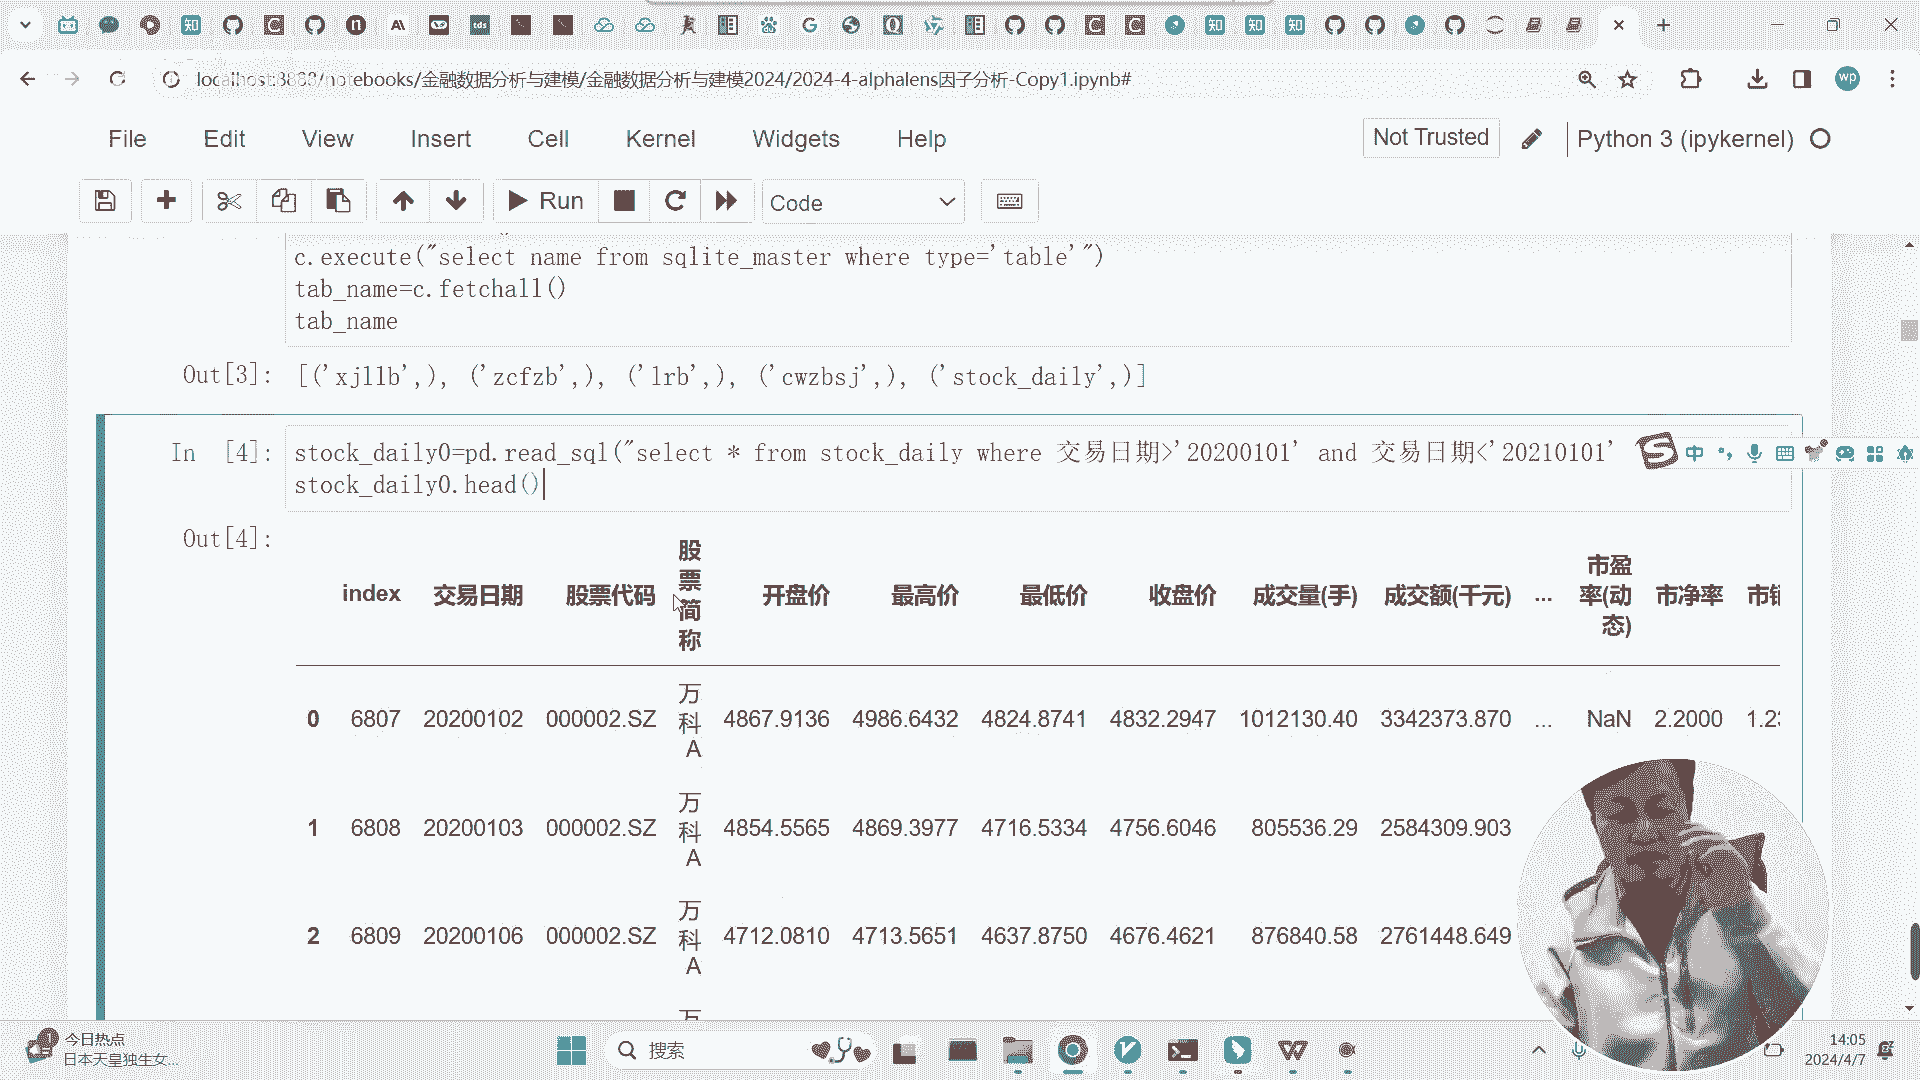 localhost:8888/notebooks/金融数据分析与建模/金融数据分析与建模2024/2024-4-alphalens因子分析-Copy1.ipynb#
wp
File Edit View Insert Cell Kernel Widgets Help
Not Trusted
Python 3 (ipykernel)
Run
Code
c.execute("select name from sqlite_master where type='table'")
tab_name=c.fetchall()
tab_name
Out[3]: [('xjllb',), ('zcfzb',), ('lrb',), ('cwzbsj',), ('stock_daily',)]
In [4]: stock_daily0=pd.read_sql("select * from stock_daily where 交易日期>'20200101' and 交易日期<'20210101'
stock_daily0.head()
中
Out[4]:
index 交易日期 股票代码 股票简称 开盘价 最高价 最低价 收盘价 成交量(手) 成交额(千元) ... 市盈率(动态) 市净率
0 6807 20200102 000002.SZ 万科A 4867.9136 4986.6432 4824.8741 4832.2947 1012130.40 3342373.870 ... NaN 2.2000
1 6808 20200103 000002.SZ 万科A 4854.5565 4869.3977 4716.5334 4756.6046 805536.29 2584309.903
2 6809 20200106 000002.SZ 万科A 4712.0810 4713.5651 4637.8750 4676.4621 876840.58 2761448.649
今日热点
日本天皇独生女...
搜索
14:05
2024/4/7